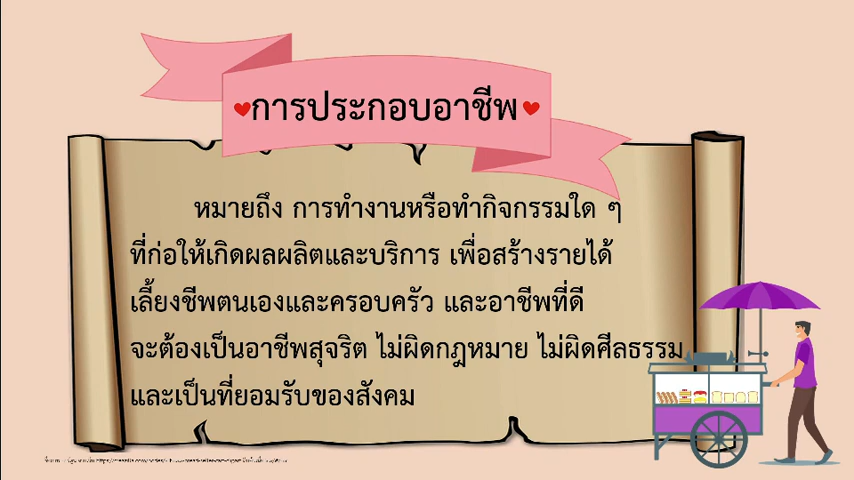 การประกอบอาชีพ
หมายถึง การทำงานหรือทำกิจกรรมใด ๆ
ที่ก่อให้เกิดผลผลิตและบริการ เพื่อสร้างรายได้
เลี้ยงชีพตนเองและครอบครัว และอาชีพที่ดี
จะต้องเป็นอาชีพสุจริต ไม่ผิดกฎหมาย ไม่ผิดศีลธรรม
และเป็นที่ยอมรับของสังคม